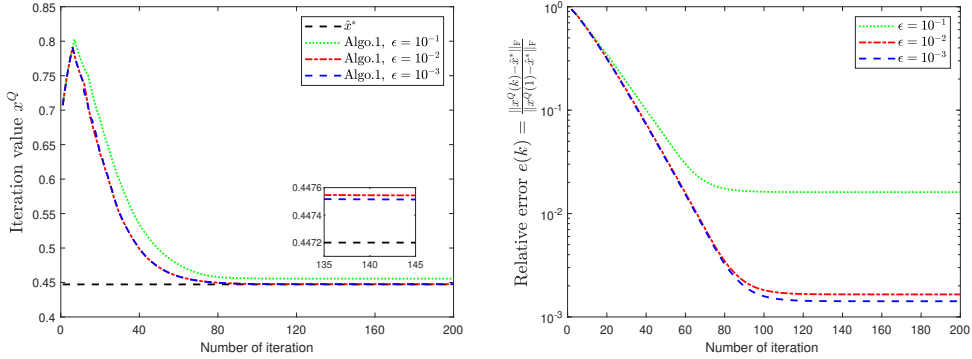 0.85
0.8
0.75
0.7
0.65
0.6
0.55
0.5
0.45
0.4
Iteration value x^Q
1 40 80 120 160 200
Number of iteration
x̂*
Algo.1, ϵ = 10^-1
Algo.1, ϵ = 10^-2
Algo.1, ϵ = 10^-3
0.4476
0.4474
0.4472
135 140 145
10^0
10^-1
10^-2
10^-3
Relative error e(k) = ||x^Q(k)-x̂*||_F / ||x^Q(1)-x̂*||_F
0 20 40 60 80 100 120 140 160 180 200
Number of iteration
ϵ = 10^-1
ϵ = 10^-2
ϵ = 10^-3